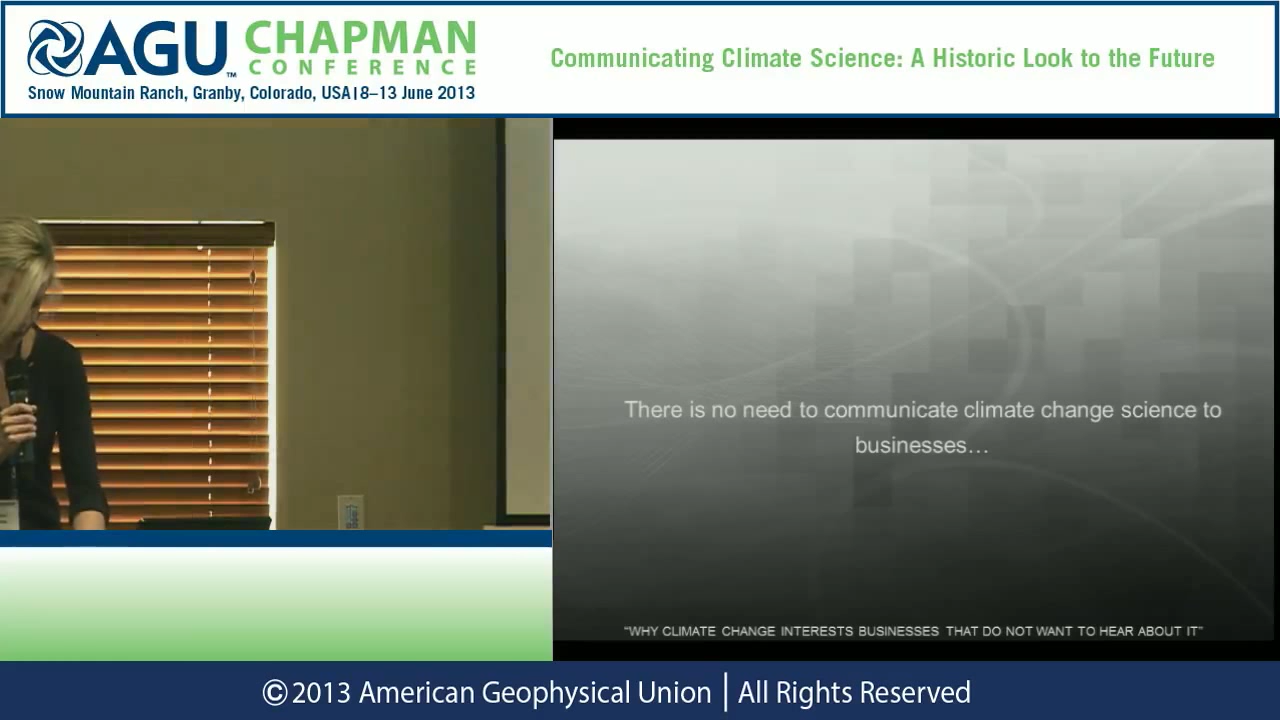 AGU™ CHAPMAN
CONFERENCE
Snow Mountain Ranch, Granby, Colorado, USA|8–13 June 2013
Communicating Climate Science: A Historic Look to the Future
There is no need to communicate climate change science to
businesses…
“WHY CLIMATE CHANGE INTERESTS BUSINESSES THAT DO NOT WANT TO HEAR ABOUT IT”
©2013 American Geophysical Union | All Rights Reserved